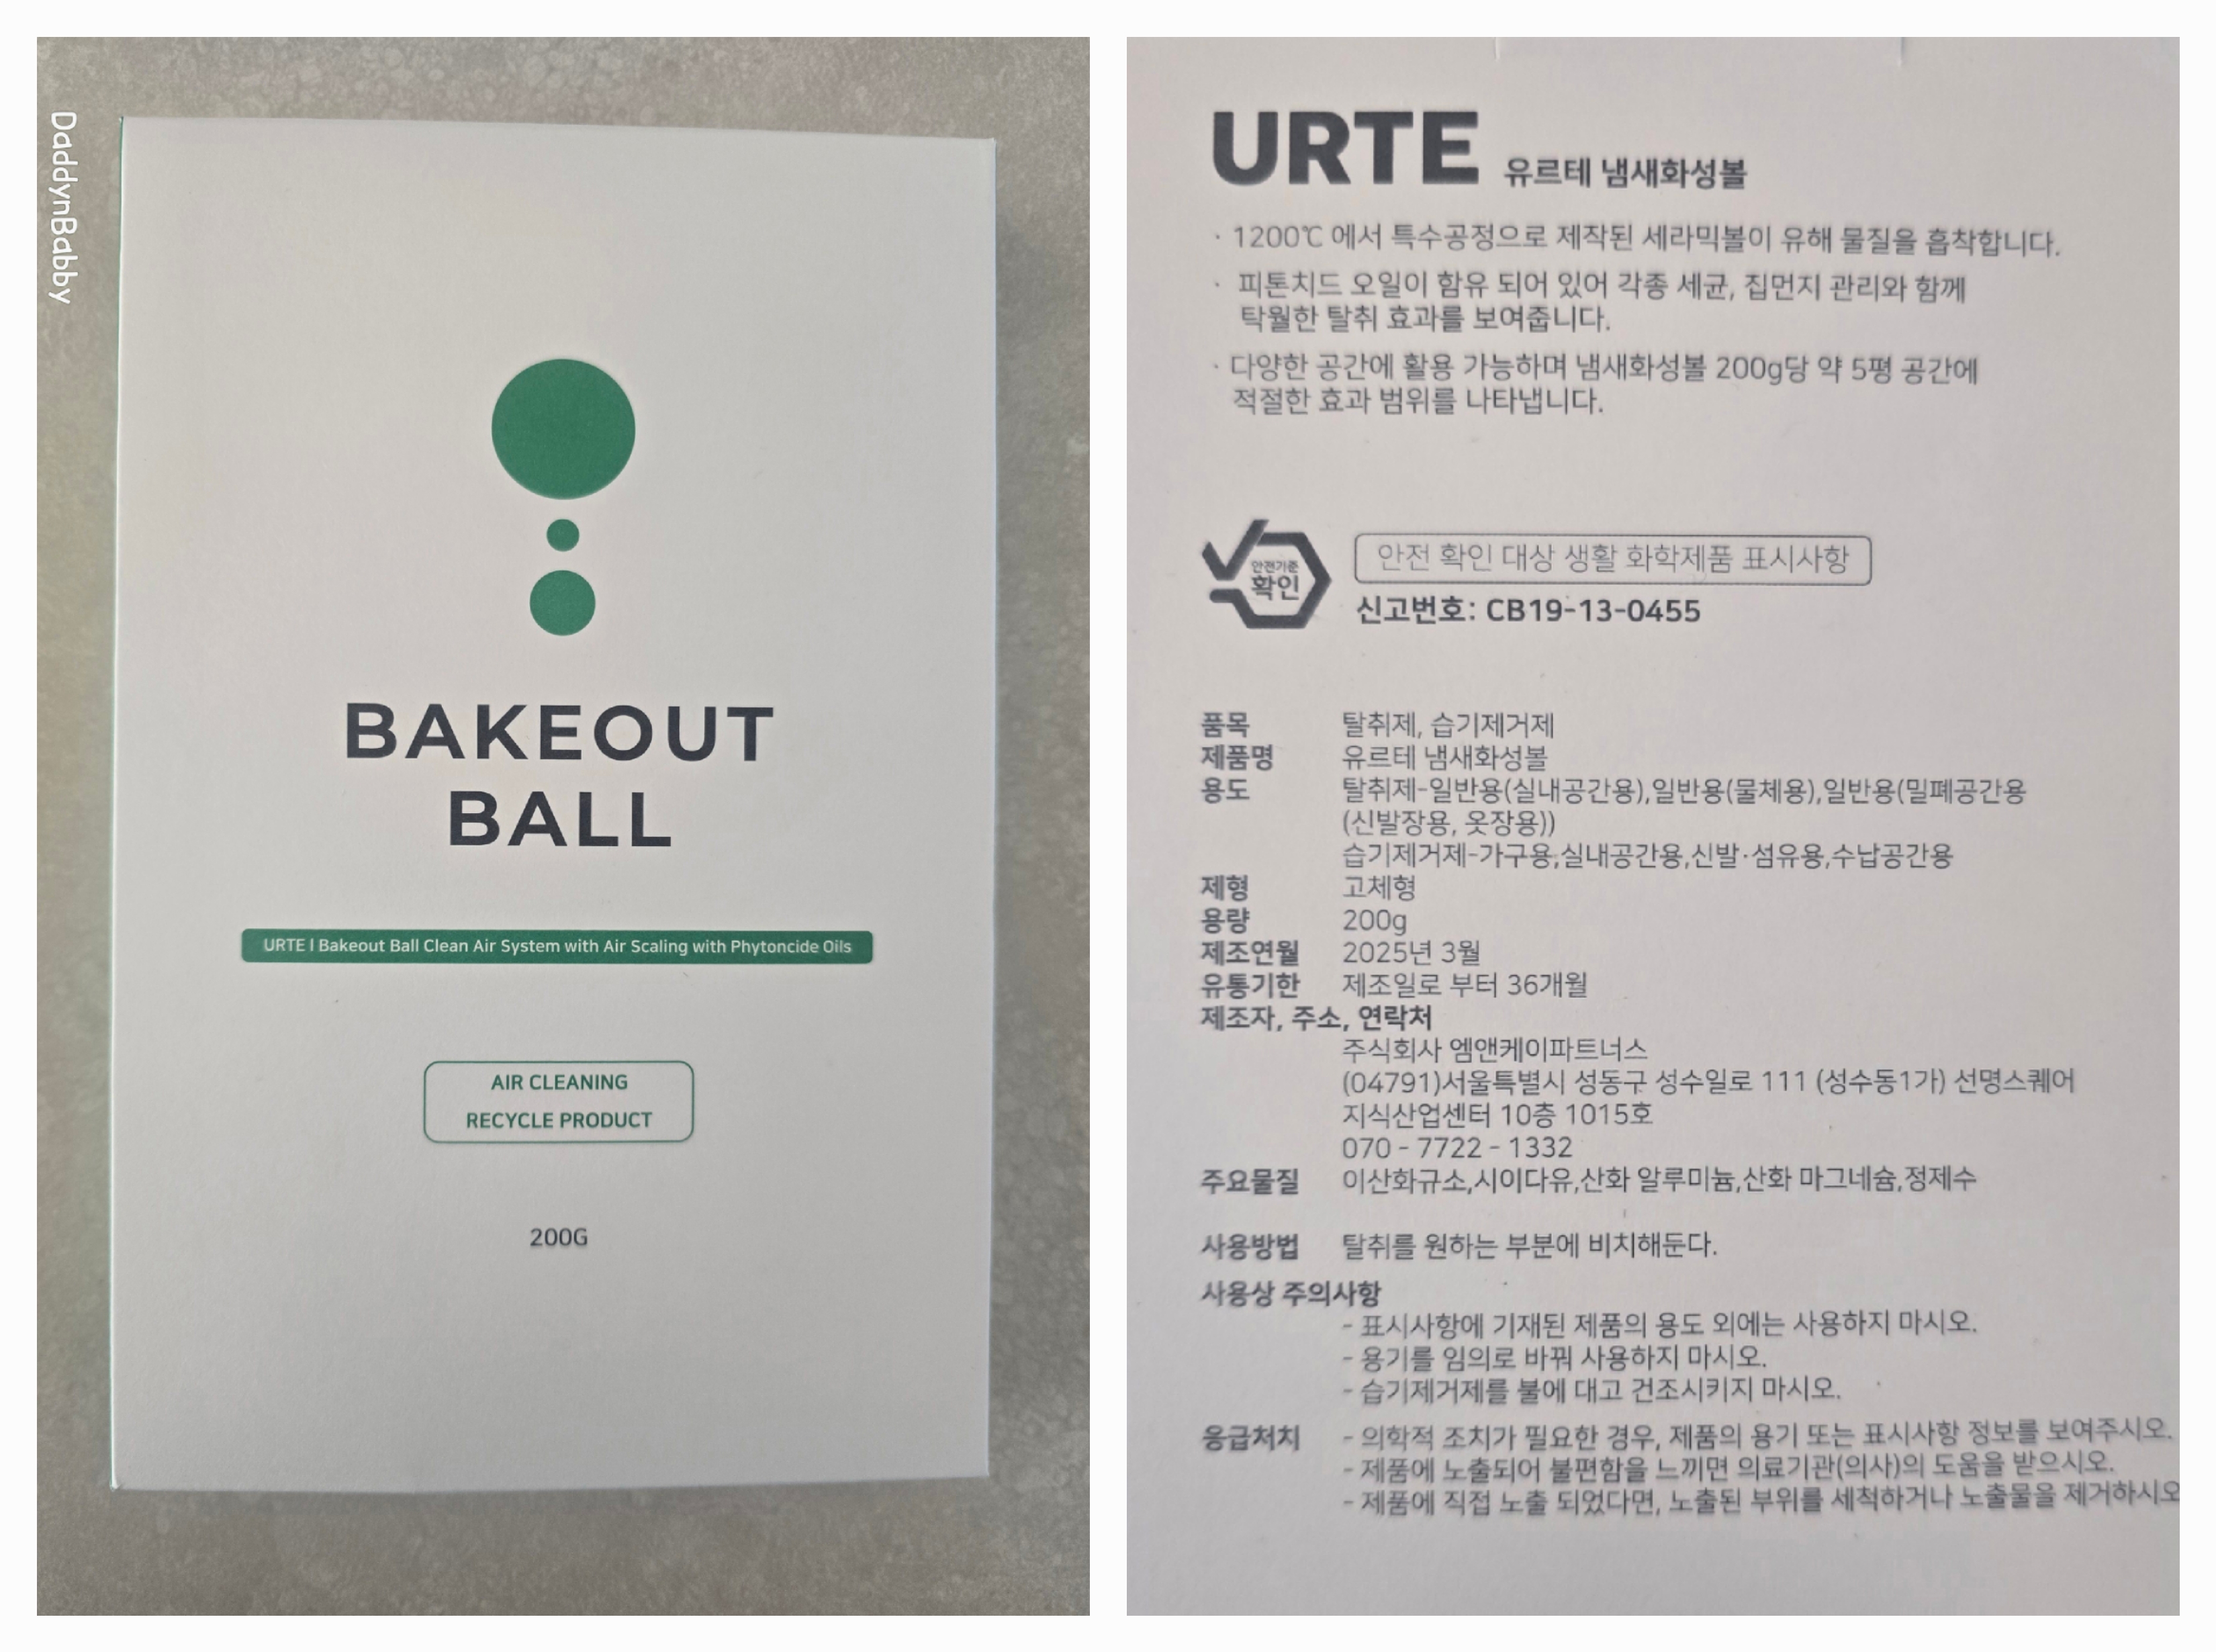 DaddynBabby
BAKEOUT
BALL
URTE | Bakeout Ball Clean Air System with Air Scaling with Phytoncide Oils
AIR CLEANING
RECYCLE PRODUCT
200G
URTE 유르테 냄새화성볼
· 1200℃ 에서 특수공정으로 제작된 세라믹볼이 유해 물질을 흡착합니다.
· 피톤치드 오일이 함유 되어 있어 각종 세균, 집먼지 관리와 함께
탁월한 탈취 효과를 보여줍니다.
· 다양한 공간에 활용 가능하며 냄새화성볼 200g당 약 5평 공간에
적절한 효과 범위를 나타냅니다.
안전기준
확인
안전 확인 대상 생활 화학제품 표시사항
신고번호: CB19-13-0455
품목 탈취제, 습기제거제
제품명 유르테 냄새화성볼
용도 탈취제-일반용(실내공간용),일반용(물체용),일반용(밀폐공간용
(신발장용, 옷장용))
습기제거제-가구용,실내공간용,신발·섬유용,수납공간용
제형 고체형
용량 200g
제조연월 2025년 3월
유통기한 제조일로 부터 36개월
제조자, 주소, 연락처
주식회사 엠앤케이파트너스
(04791)서울특별시 성동구 성수일로 111 (성수동1가) 선명스퀘어
지식산업센터 10층 1015호
070 - 7722 - 1332
주요물질 이산화규소,시이다유,산화 알루미늄,산화 마그네슘,정제수
사용방법 탈취를 원하는 부분에 비치해둔다.
사용상 주의사항
- 표시사항에 기재된 제품의 용도 외에는 사용하지 마시오.
- 용기를 임의로 바꿔 사용하지 마시오.
- 습기제거제를 불에 대고 건조시키지 마시오.
응급처치 - 의학적 조치가 필요한 경우, 제품의 용기 또는 표시사항 정보를 보여주시오.
- 제품에 노출되어 불편함을 느끼면 의료기관(의사)의 도움을 받으시오.
- 제품에 직접 노출 되었다면, 노출된 부위를 세척하거나 노출물을 제거하시오